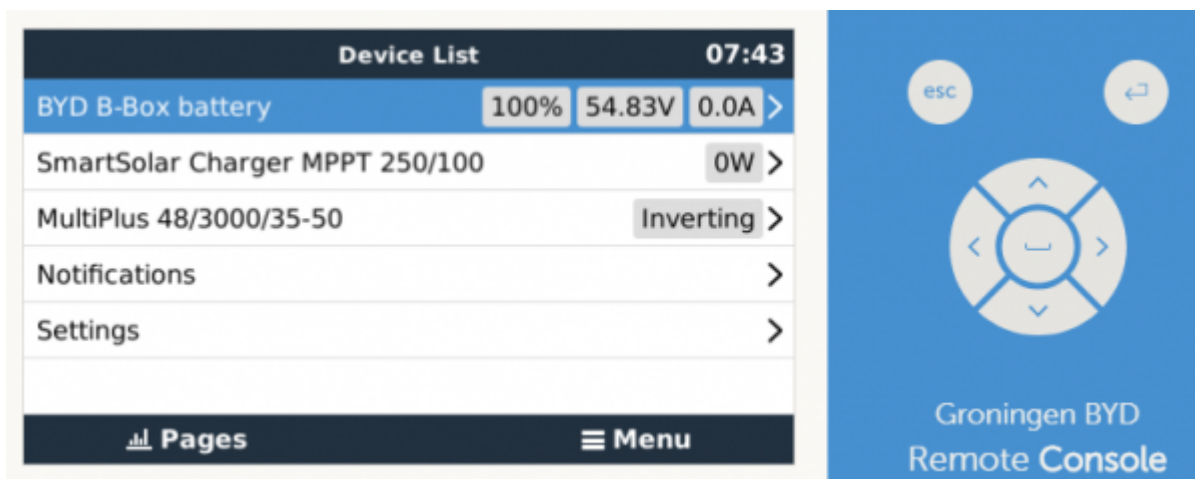 Device List 07:43
BYD B-Box battery 100% 54.83V 0.0A
SmartSolar Charger MPPT 250/100 0W
MultiPlus 48/3000/35-50 Inverting
Notifications
Settings
Pages Menu
esc
Groningen BYD
Remote Console